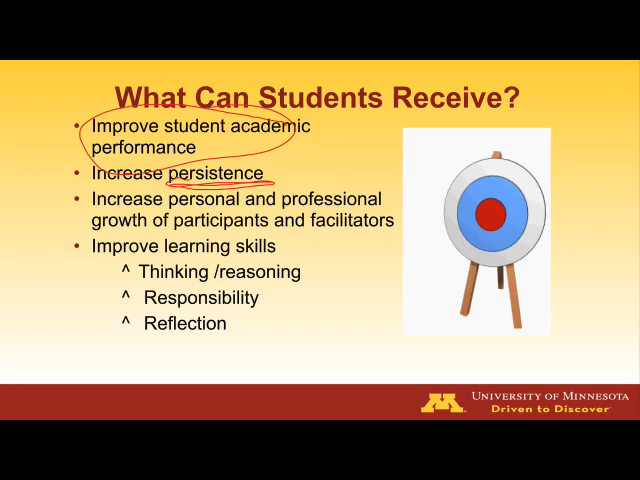 What Can Students Receive?
• Improve student academic
performance
• Increase persistence
• Increase personal and professional
growth of participants and facilitators
• Improve learning skills
^ Thinking /reasoning
^ Responsibility
^ Reflection
M
UNIVERSITY OF MINNESOTA
Driven to Discover